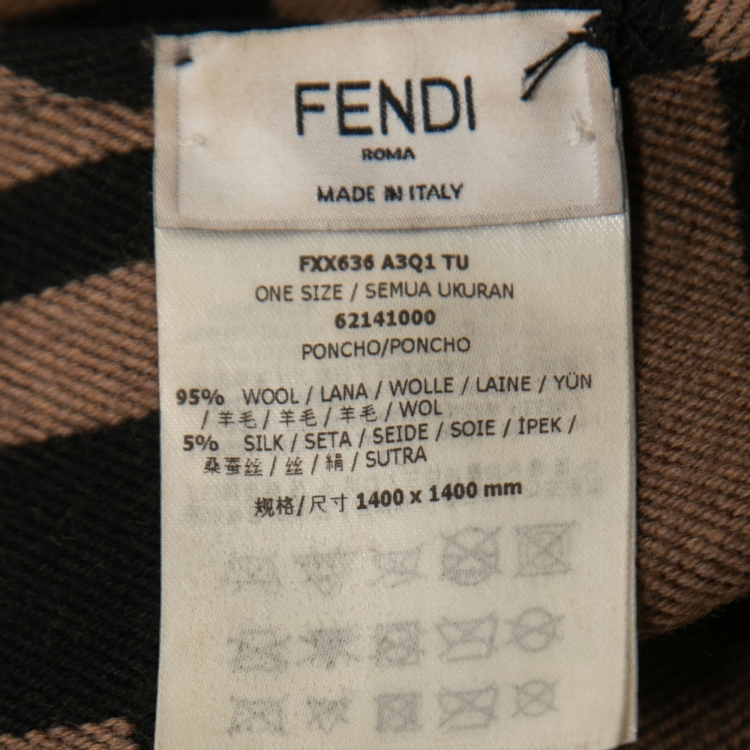 FENDI
ROMA
MADE IN ITALY
FXX636 A3Q1 TU
ONE SIZE / SEMUA UKURAN
62141000
PONCHO/PONCHO
95% WOOL / LANA / WOLLE / LAINE / YÜN
/ 羊毛 / 羊毛 / 羊毛 / WOL
5% SILK / SETA / SEIDE / SOIE / İPEK /
桑蚕丝 / 丝 / 絹 / SUTRA
规格/尺寸 1400 x 1400 mm